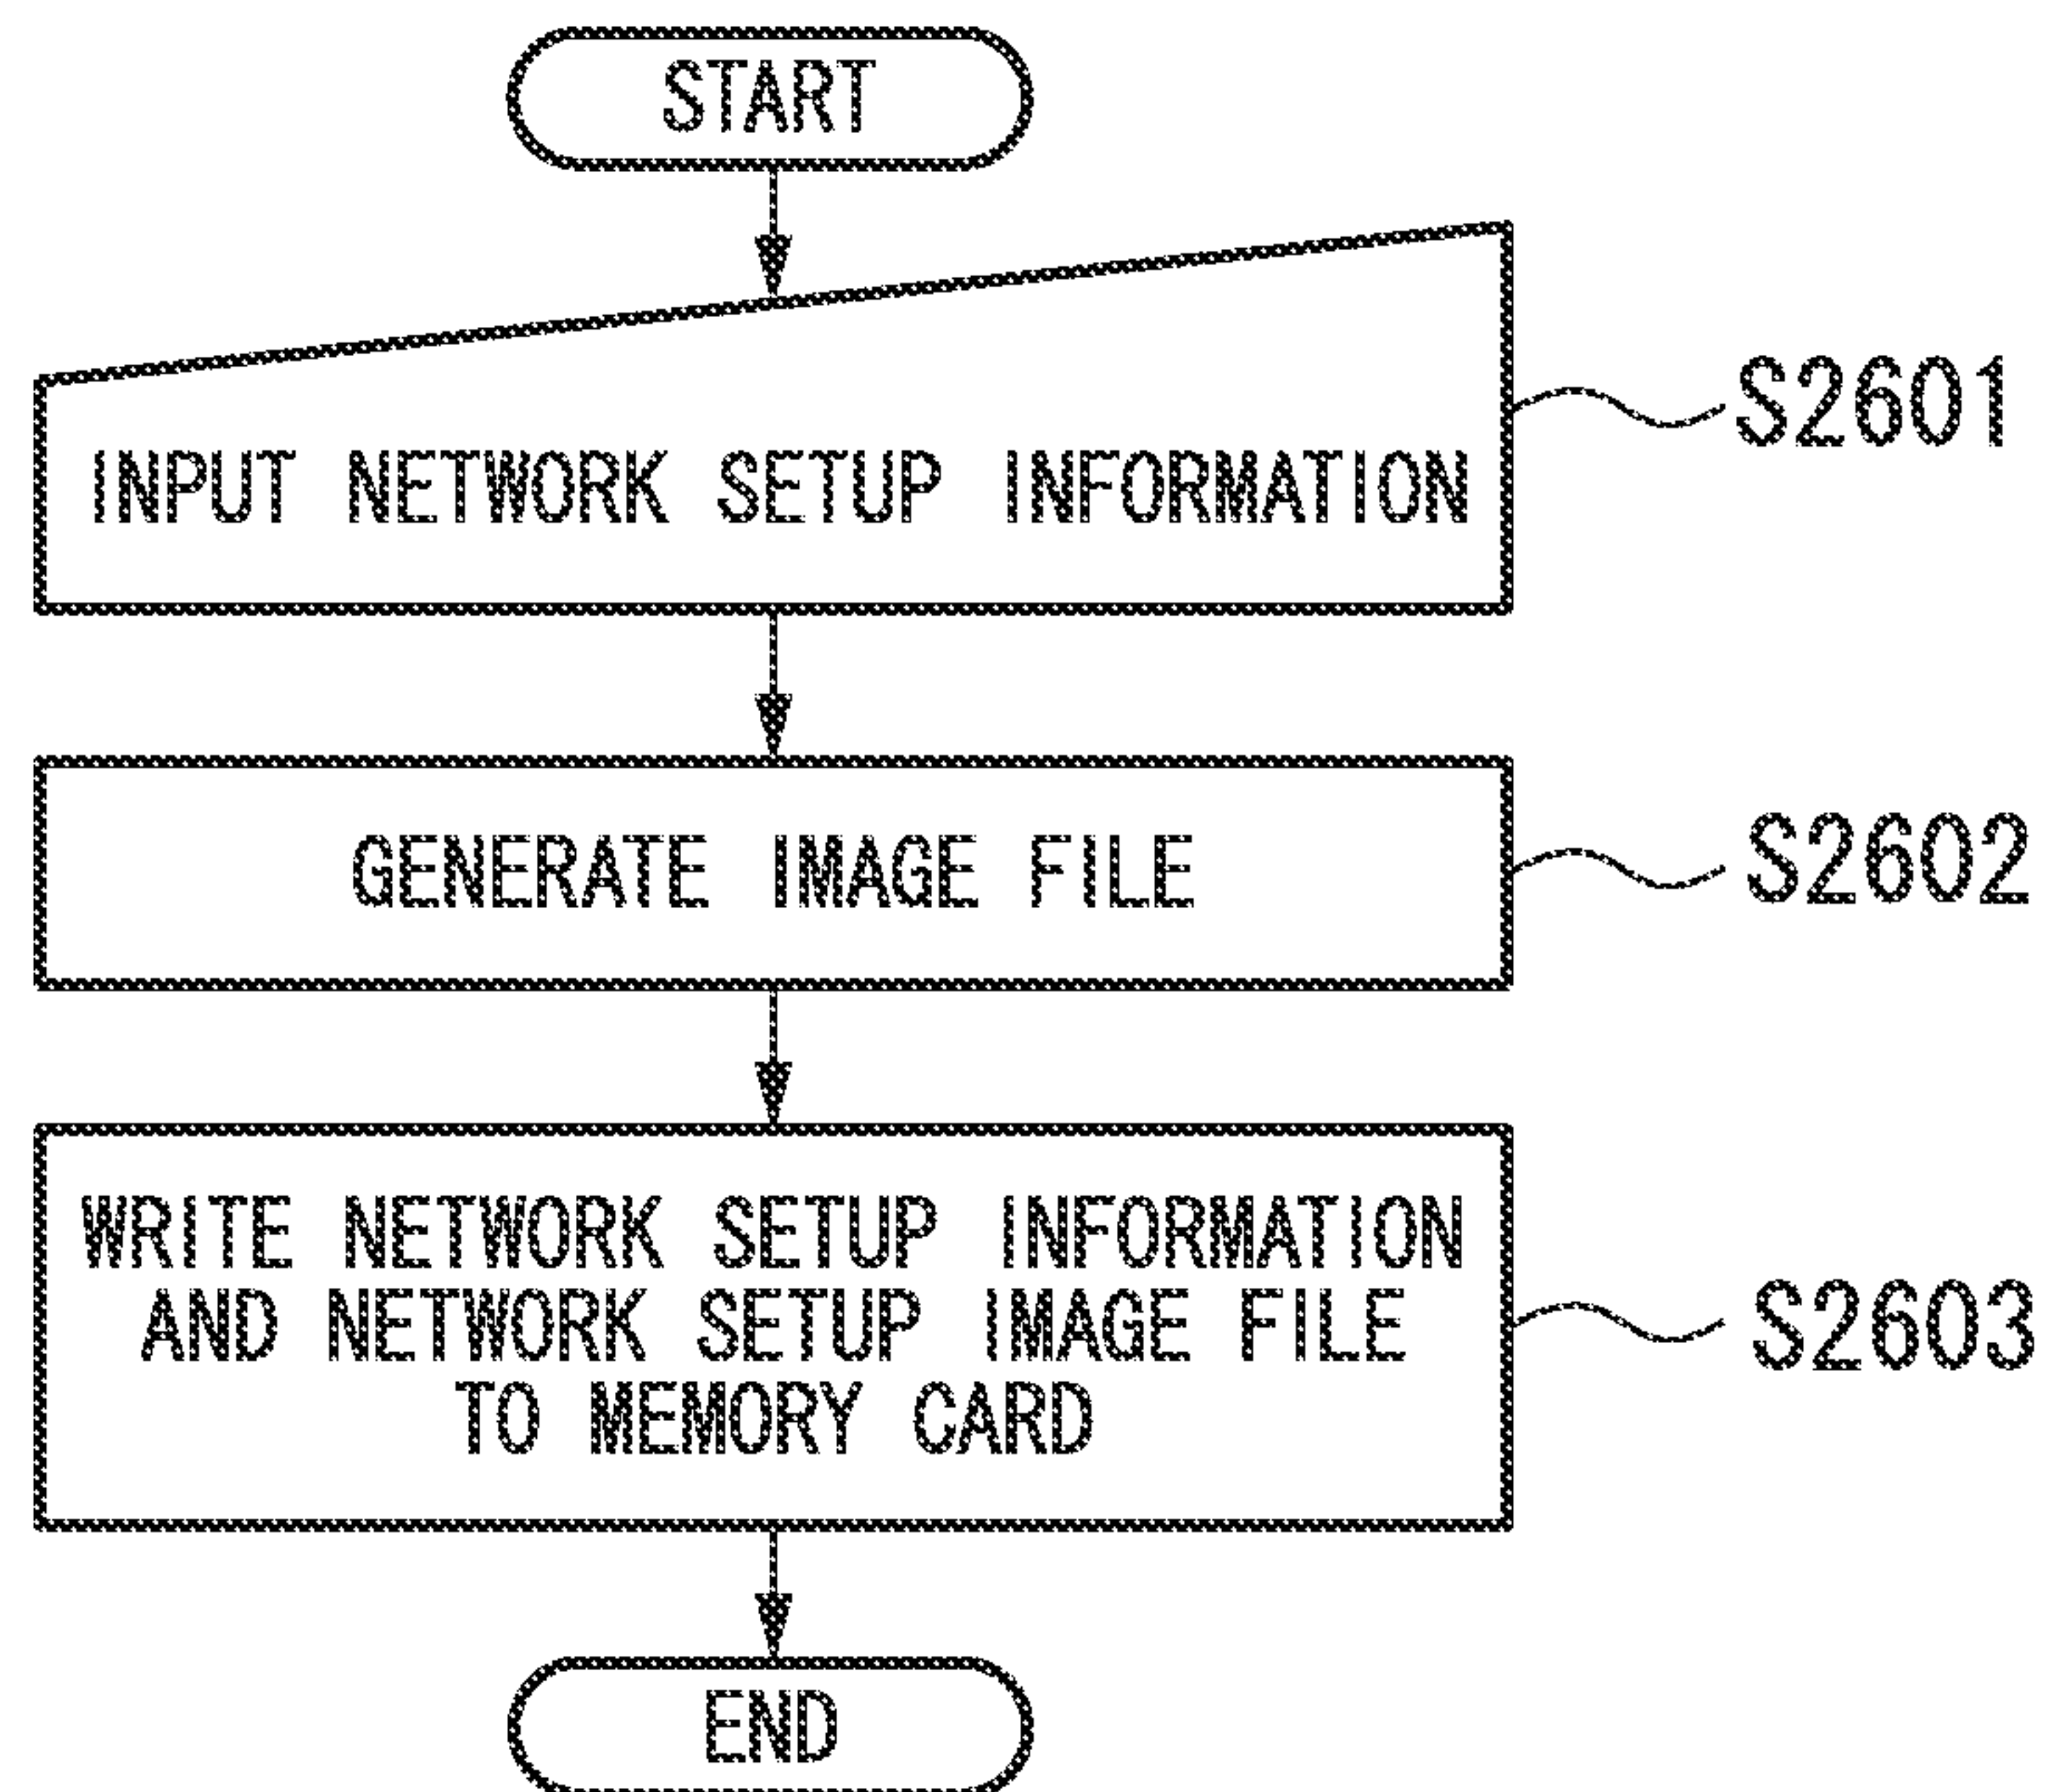 START
INPUT NETWORK SETUP INFORMATION
S2601
GENERATE IMAGE FILE
S2602
WRITE NETWORK SETUP INFORMATION
AND NETWORK SETUP IMAGE FILE
TO MEMORY CARD
S2603
END